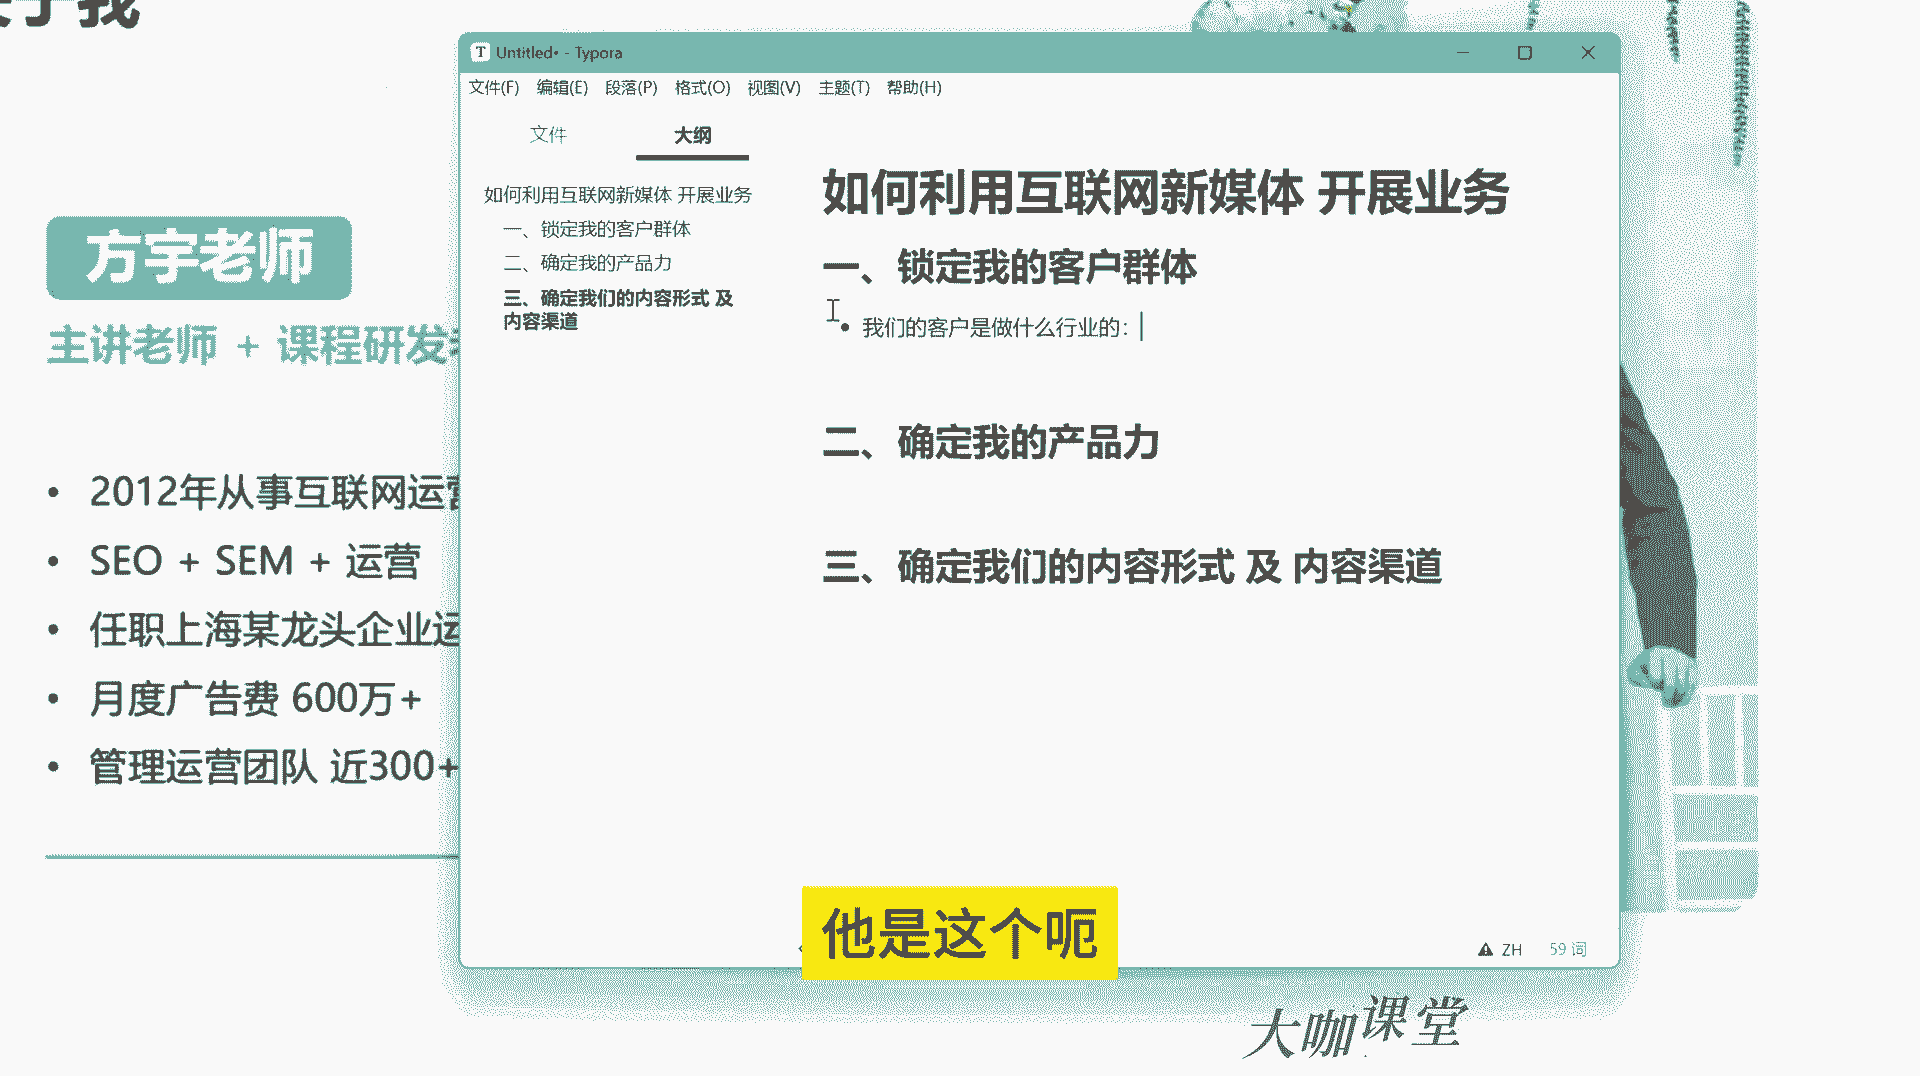 于我
方宇老师
主讲老师 + 课程研发
2012年从事互联网运营
SEO + SEM + 运营
任职上海某龙头企业运
月度广告费 600万+
管理运营团队 近300+
Untitled• - Typora
文件(F) 编辑(E) 段落(P) 格式(O) 视图(V) 主题(T) 帮助(H)
文件 大纲
如何利用互联网新媒体 开展业务
一、锁定我的客户群体
二、确定我的产品力
三、确定我们的内容形式 及
内容渠道
如何利用互联网新媒体 开展业务
一、锁定我的客户群体
我们的客户是做什么行业的：
二、确定我的产品力
三、确定我们的内容形式 及 内容渠道
他是这个呃
ZH 59 词
大咖课堂